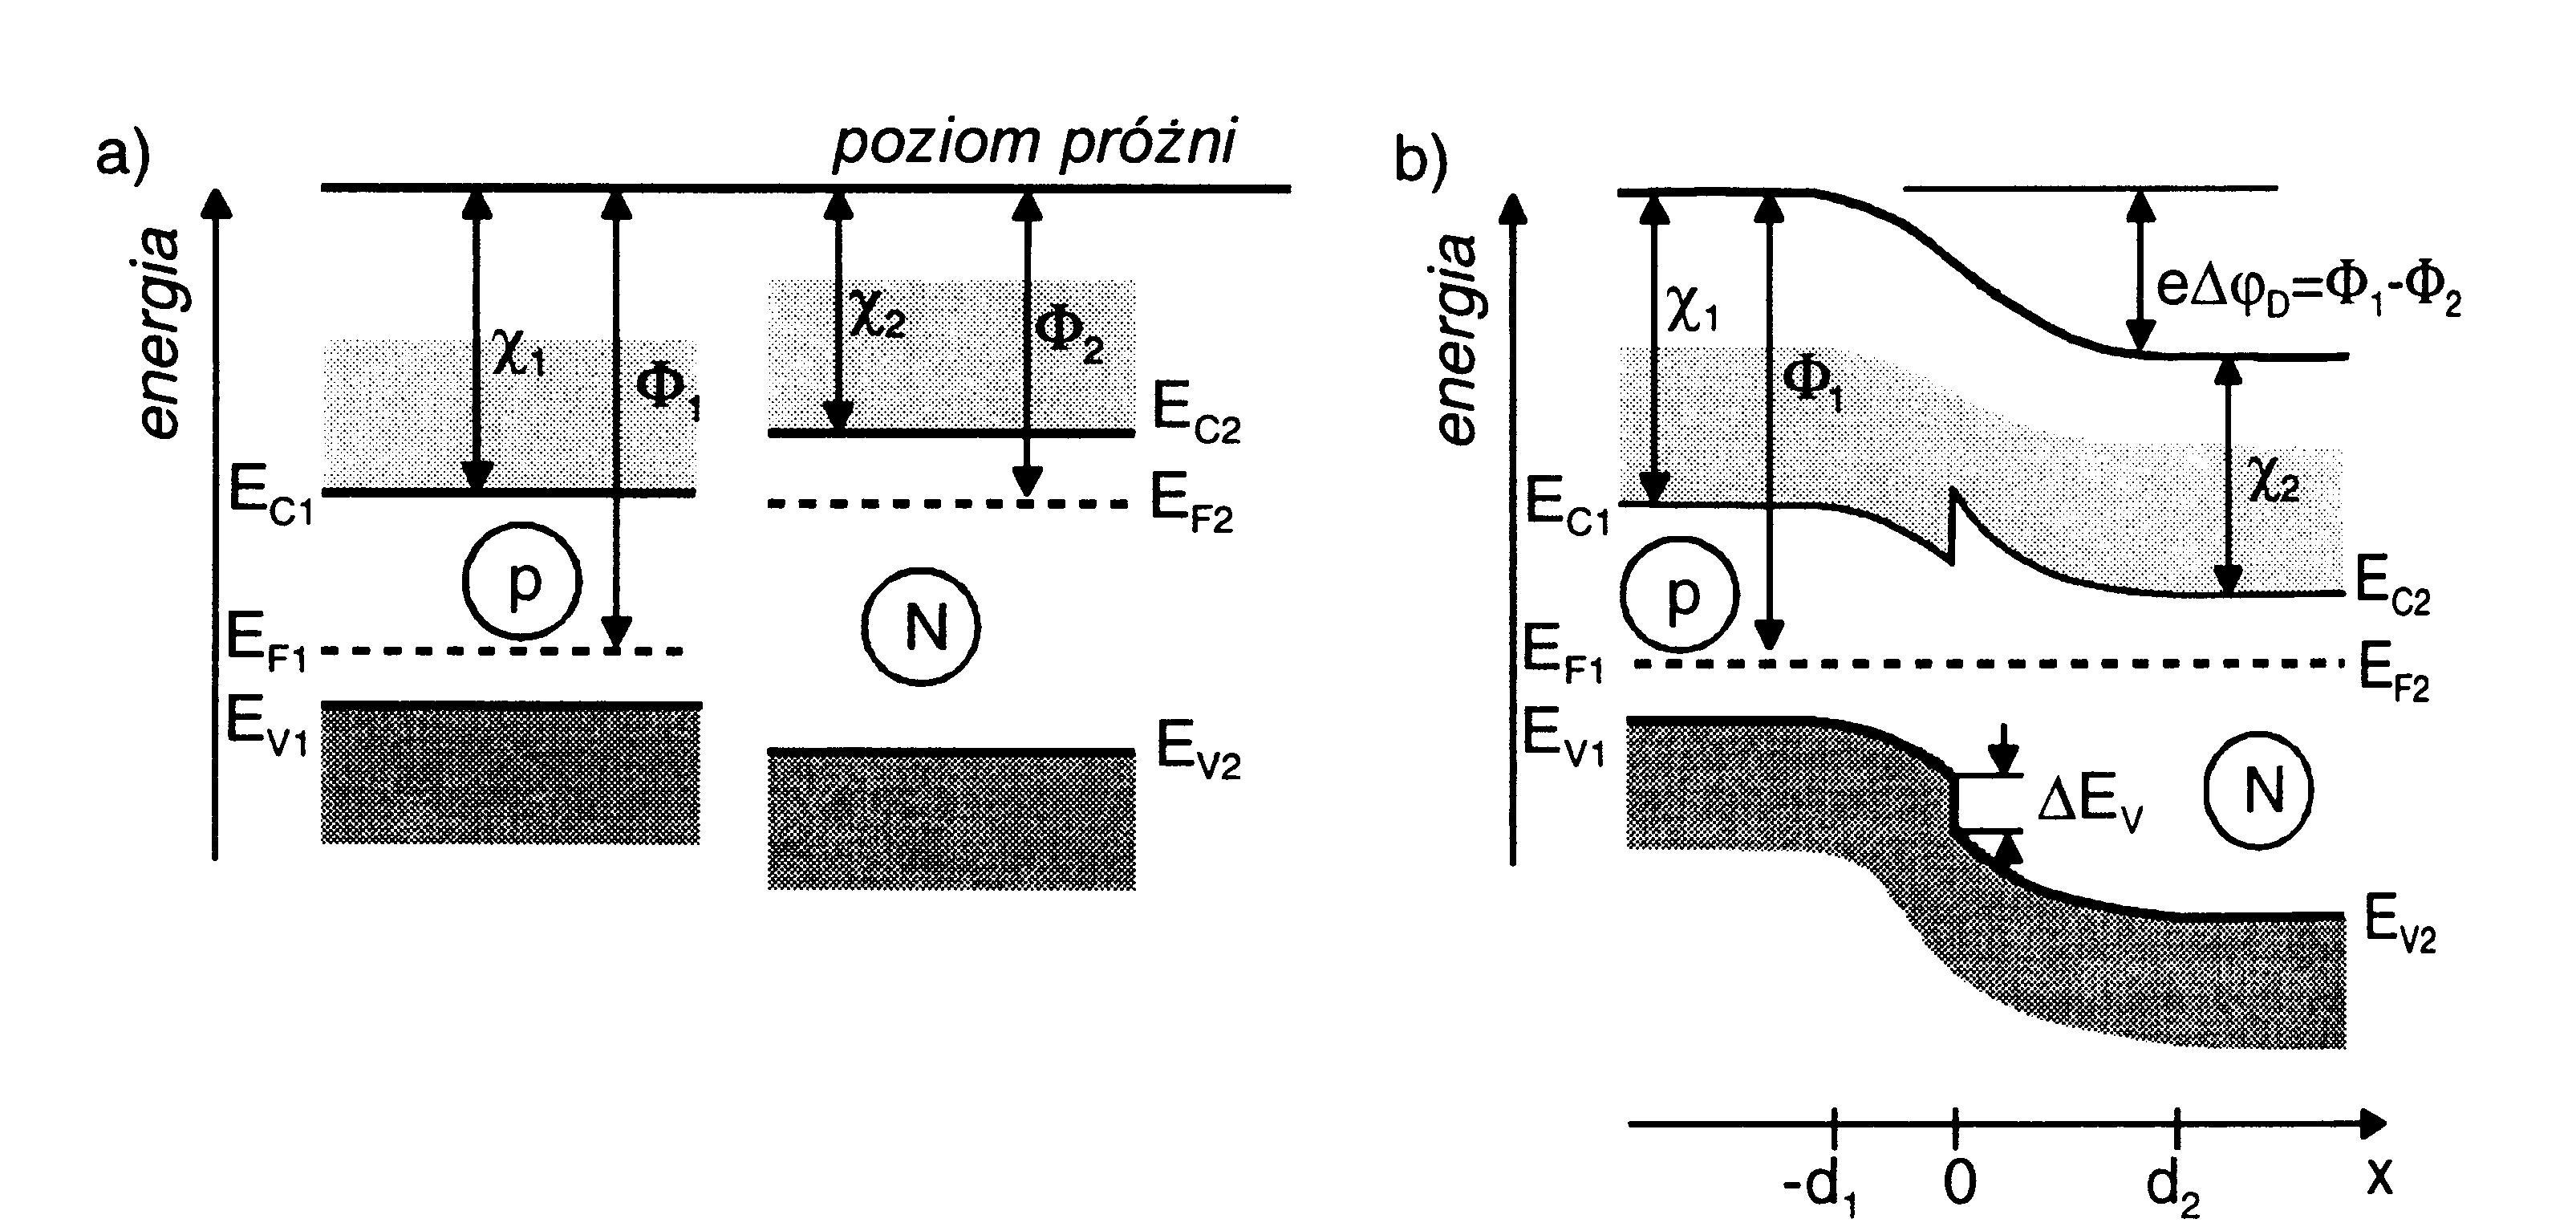 a)
poziom próżni
energia
χ1
Φ1
χ2
Φ2
EC2
EC1
EF2
p
N
EF1
EV1
EV2
b)
energia
χ1
eΔφD=Φ1-Φ2
Φ1
χ2
EC1
p
EC2
EF1
EF2
EV1
ΔEV
N
EV2
-d1 0 d2 x